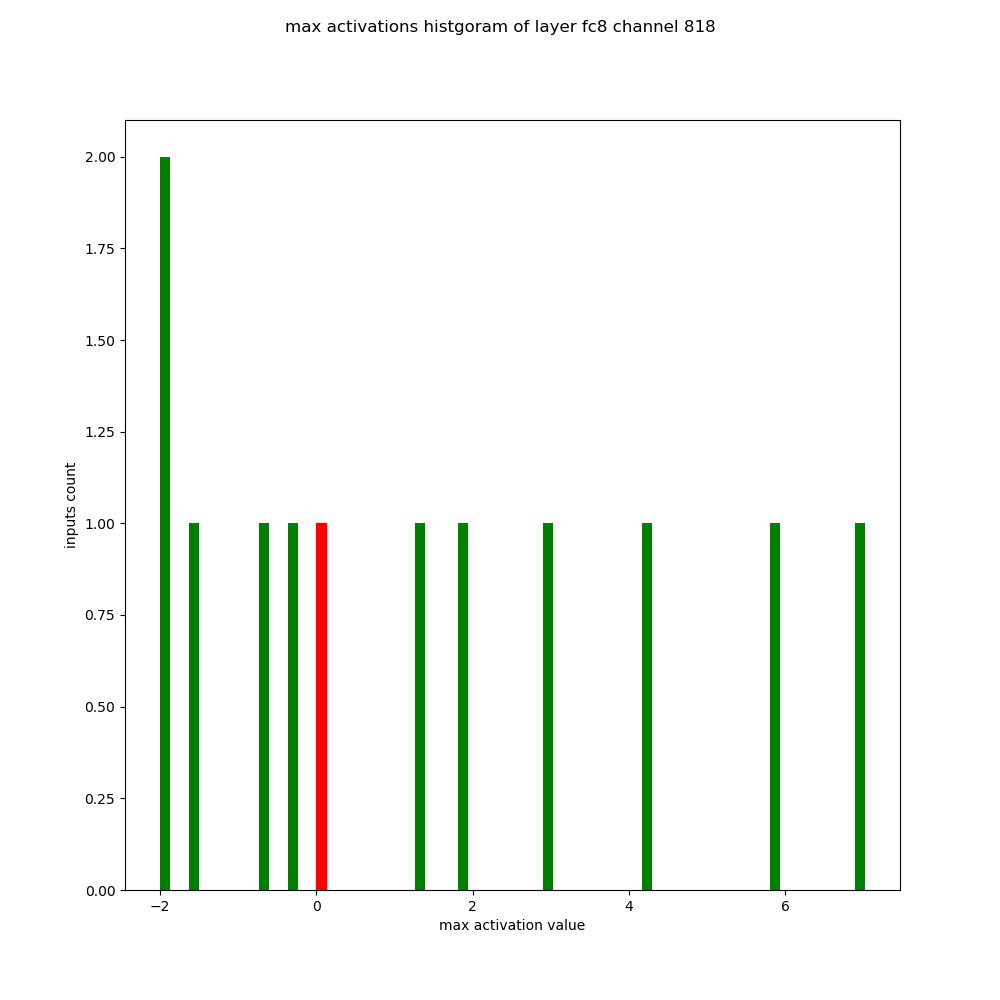 max activations histgoram of layer fc8 channel 818
2.00
1.75
1.50
1.25
1.00
0.75
0.50
0.25
0.00
inputs count
−2 0 2 4 6
max activation value